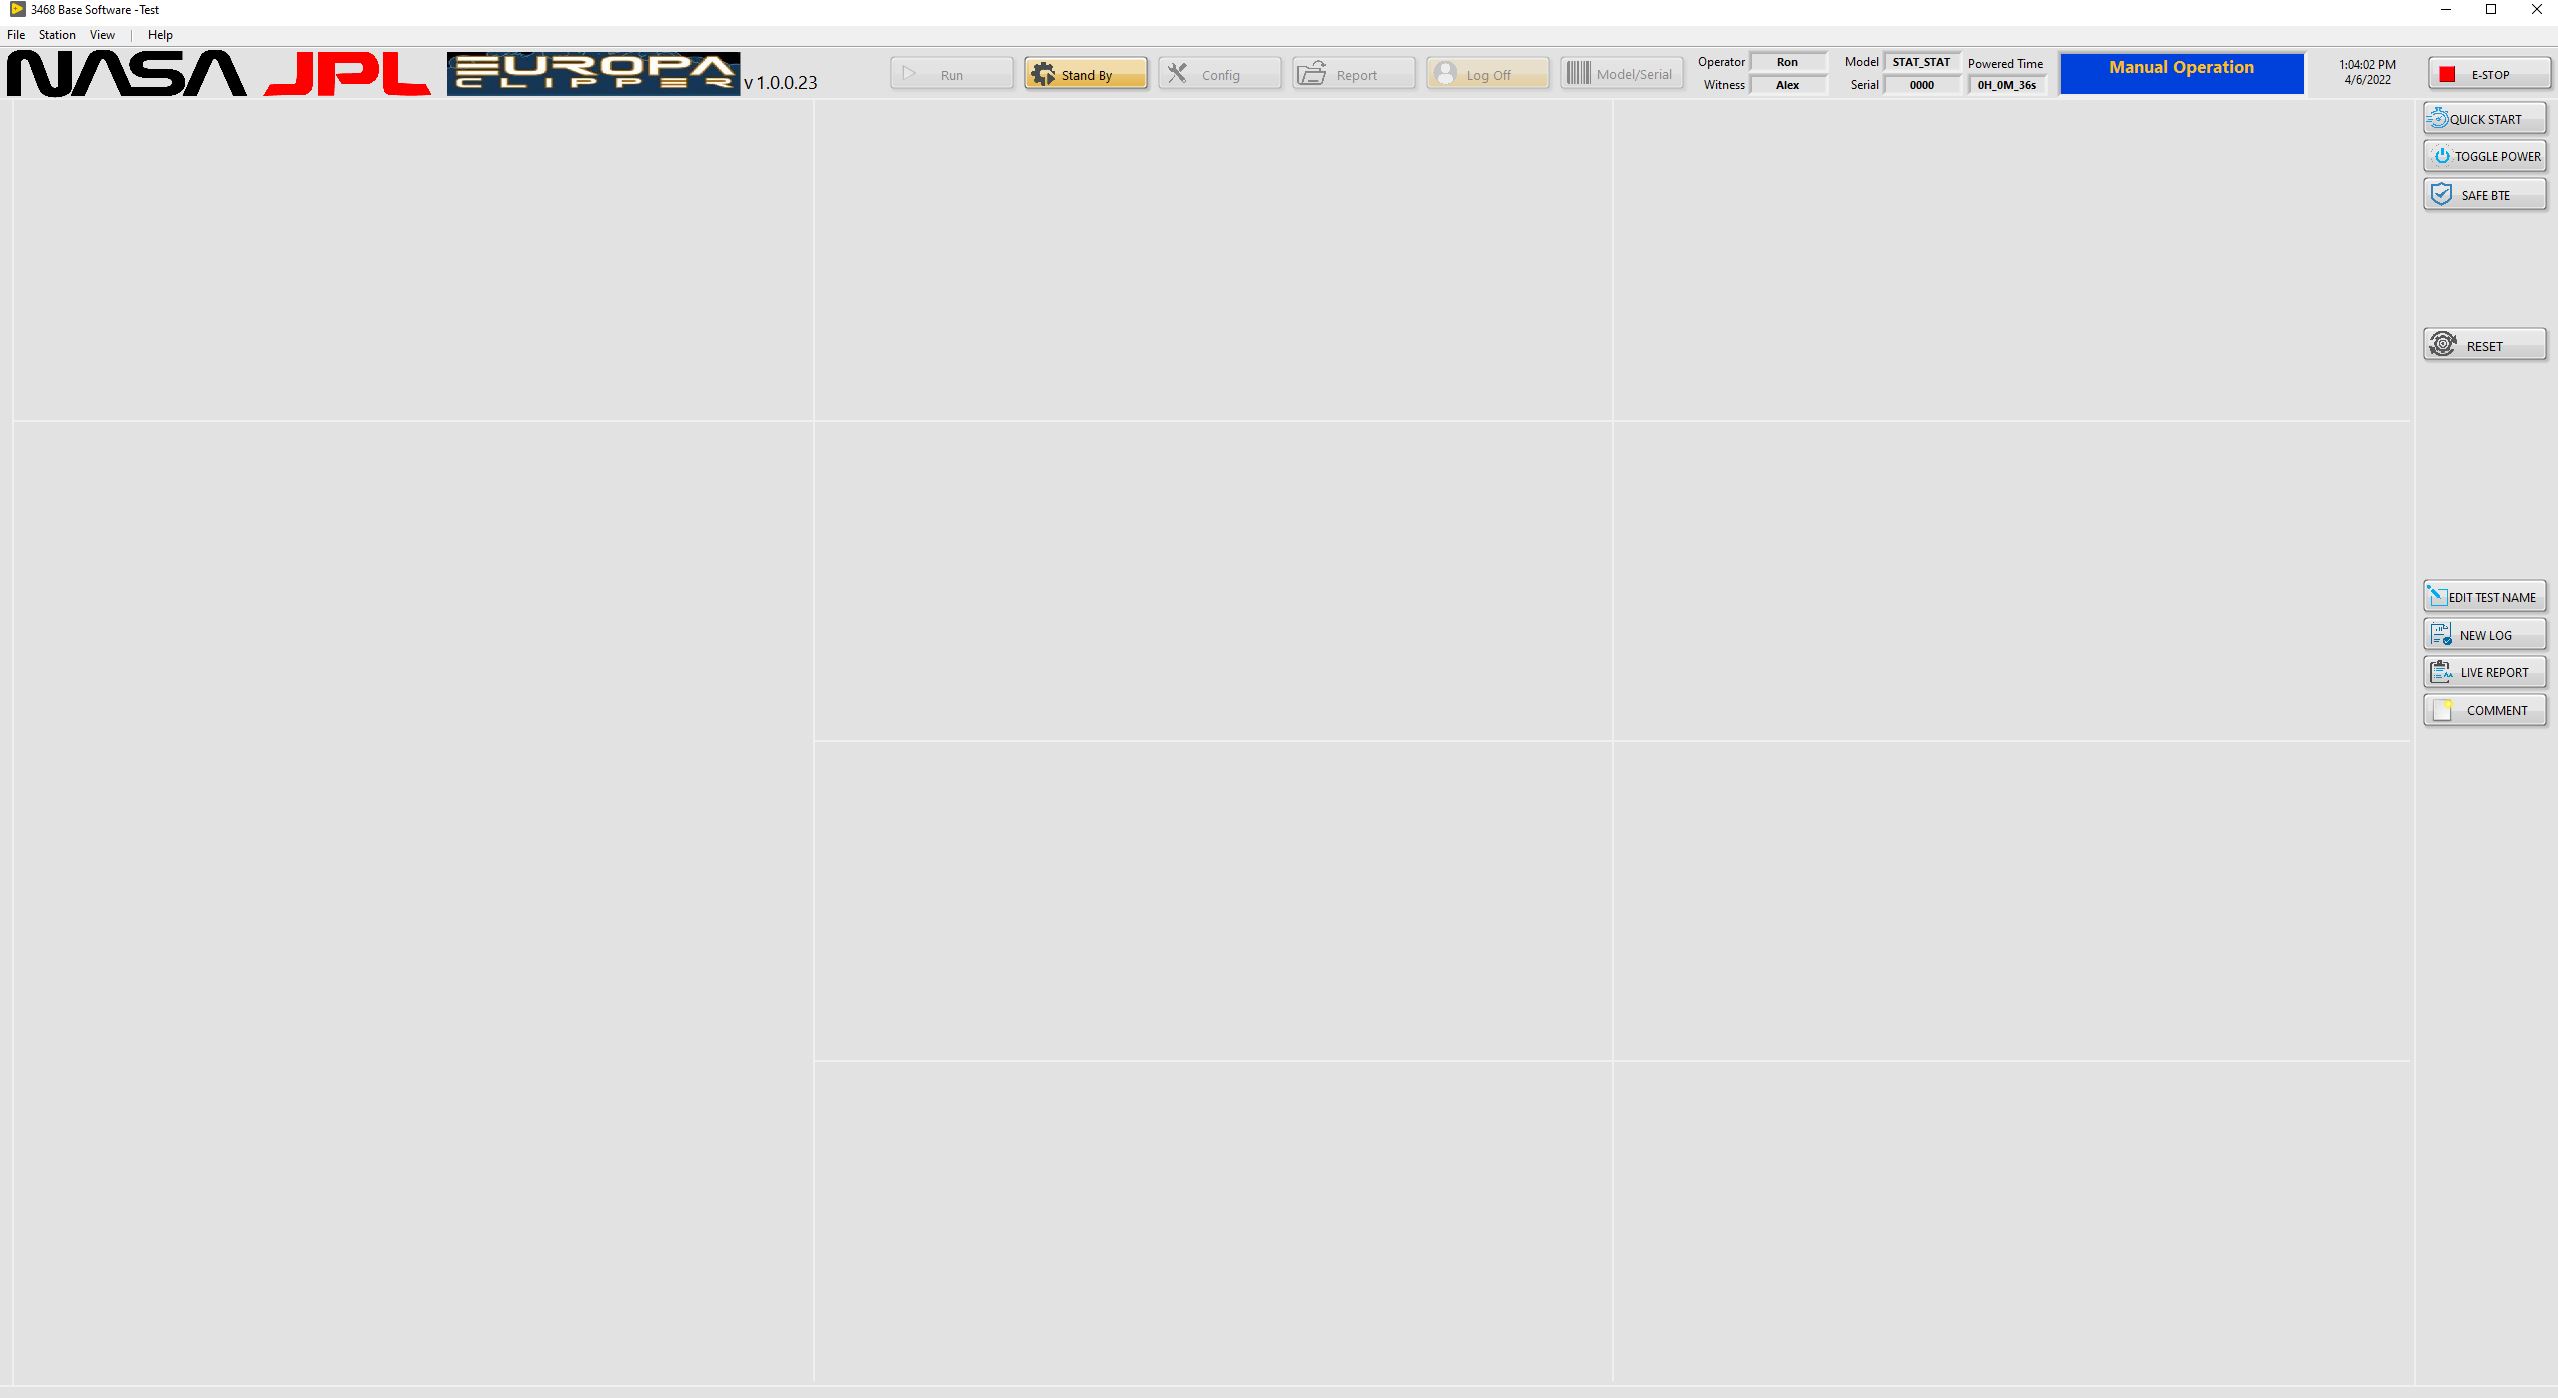 3468 Base Software -Test
File Station View | Help
NASA JPL EUROPA CLIPPER v 1.0.0.23
Run
Stand By
Config
Report
Log Off
Model/Serial
Operator Ron
Witness Alex
Model STAT_STAT
Serial 0000
Powered Time
0H_0M_36s
Manual Operation
1:04:02 PM
4/6/2022
E-STOP
QUICK START
TOGGLE POWER
SAFE BTE
RESET
EDIT TEST NAME
NEW LOG
LIVE REPORT
COMMENT